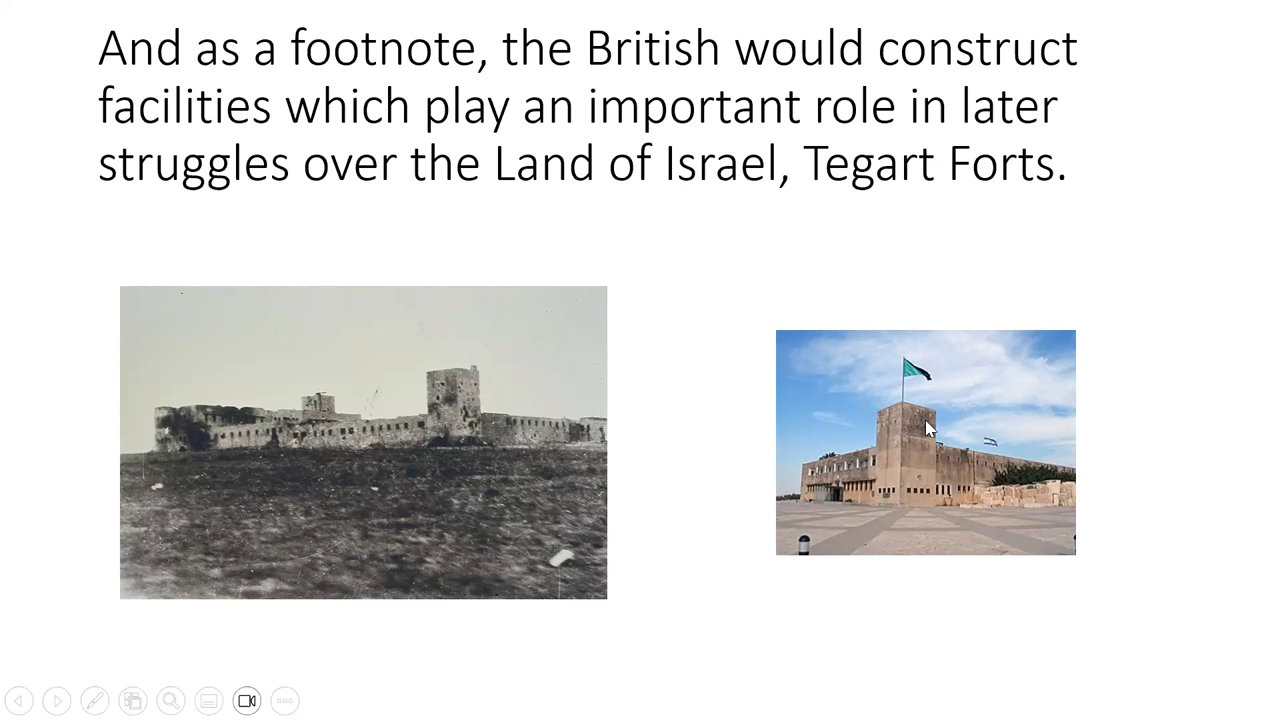 And as a footnote, the British would construct
facilities which play an important role in later
struggles over the Land of Israel, Tegart Forts.